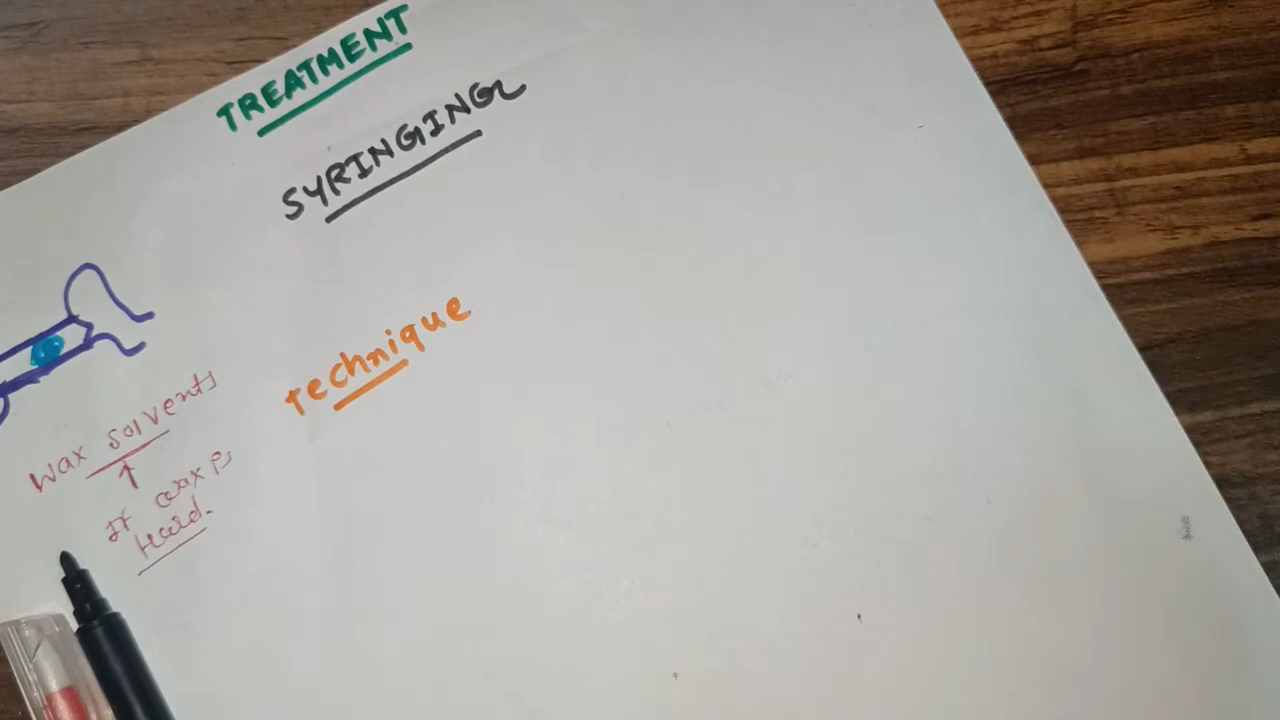 TREATMENT
SYRINGING
Technique
Wax solvents
If wax is
Hard.